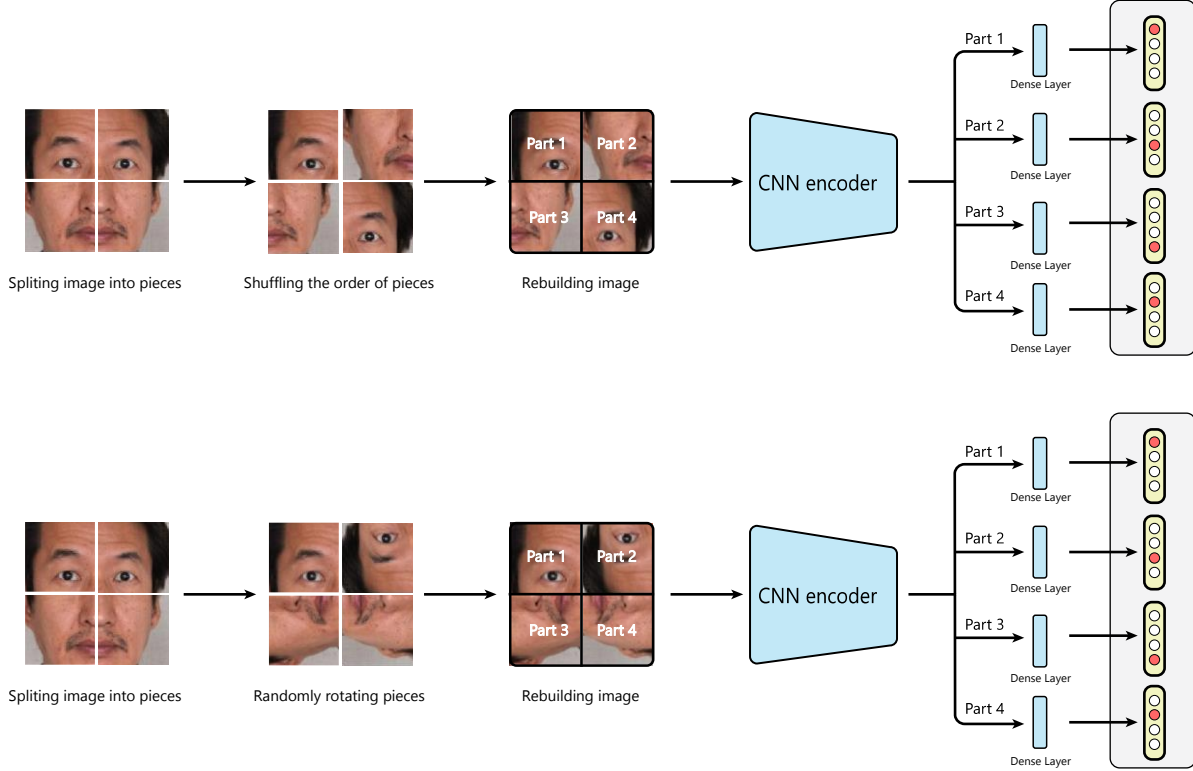 Part 1
Dense Layer
Part 2
Dense Layer
Part 1
Part 2
Part 3
Part 4
CNN encoder
Part 3
Dense Layer
Part 4
Dense Layer
Spliting image into pieces
Shuffling the order of pieces
Rebuilding image
Part 1
Dense Layer
Part 2
Dense Layer
Part 1
Part 2
Part 3
Part 4
CNN encoder
Part 3
Dense Layer
Part 4
Dense Layer
Spliting image into pieces
Randomly rotating pieces
Rebuilding image